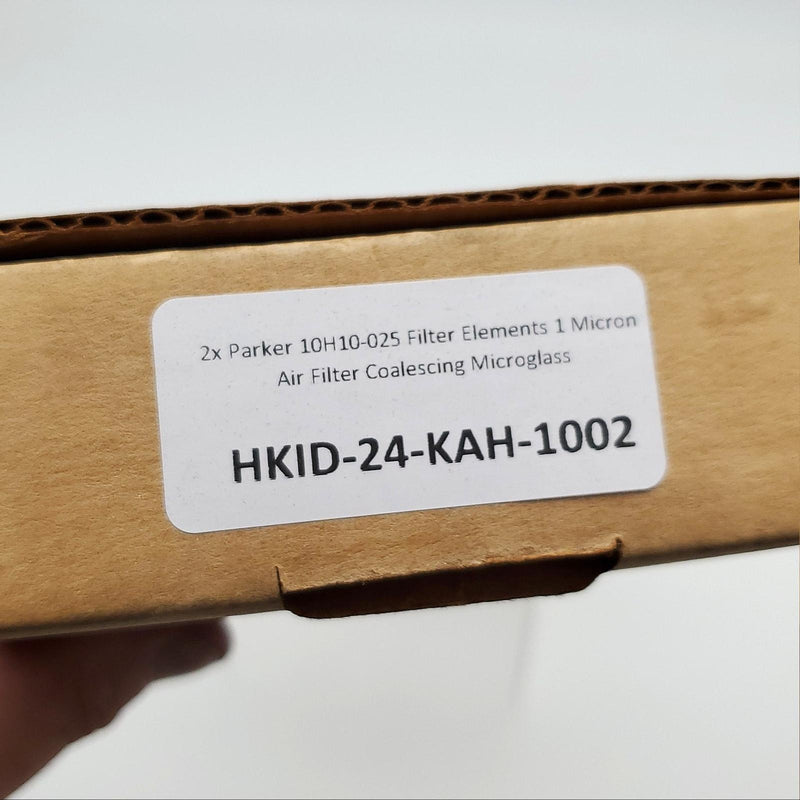 2x Parker 10H10-025 Filter Elements 1 Micron
Air Filter Coalescing Microglass
HKID-24-KAH-1002